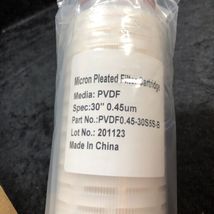 Micron Pleated Filter Cartridge
Media: PVDF
Spec:30" 0.45um
Part No.:PVDF0.45-30S5S-B
Lot No.: 201123
Made In China